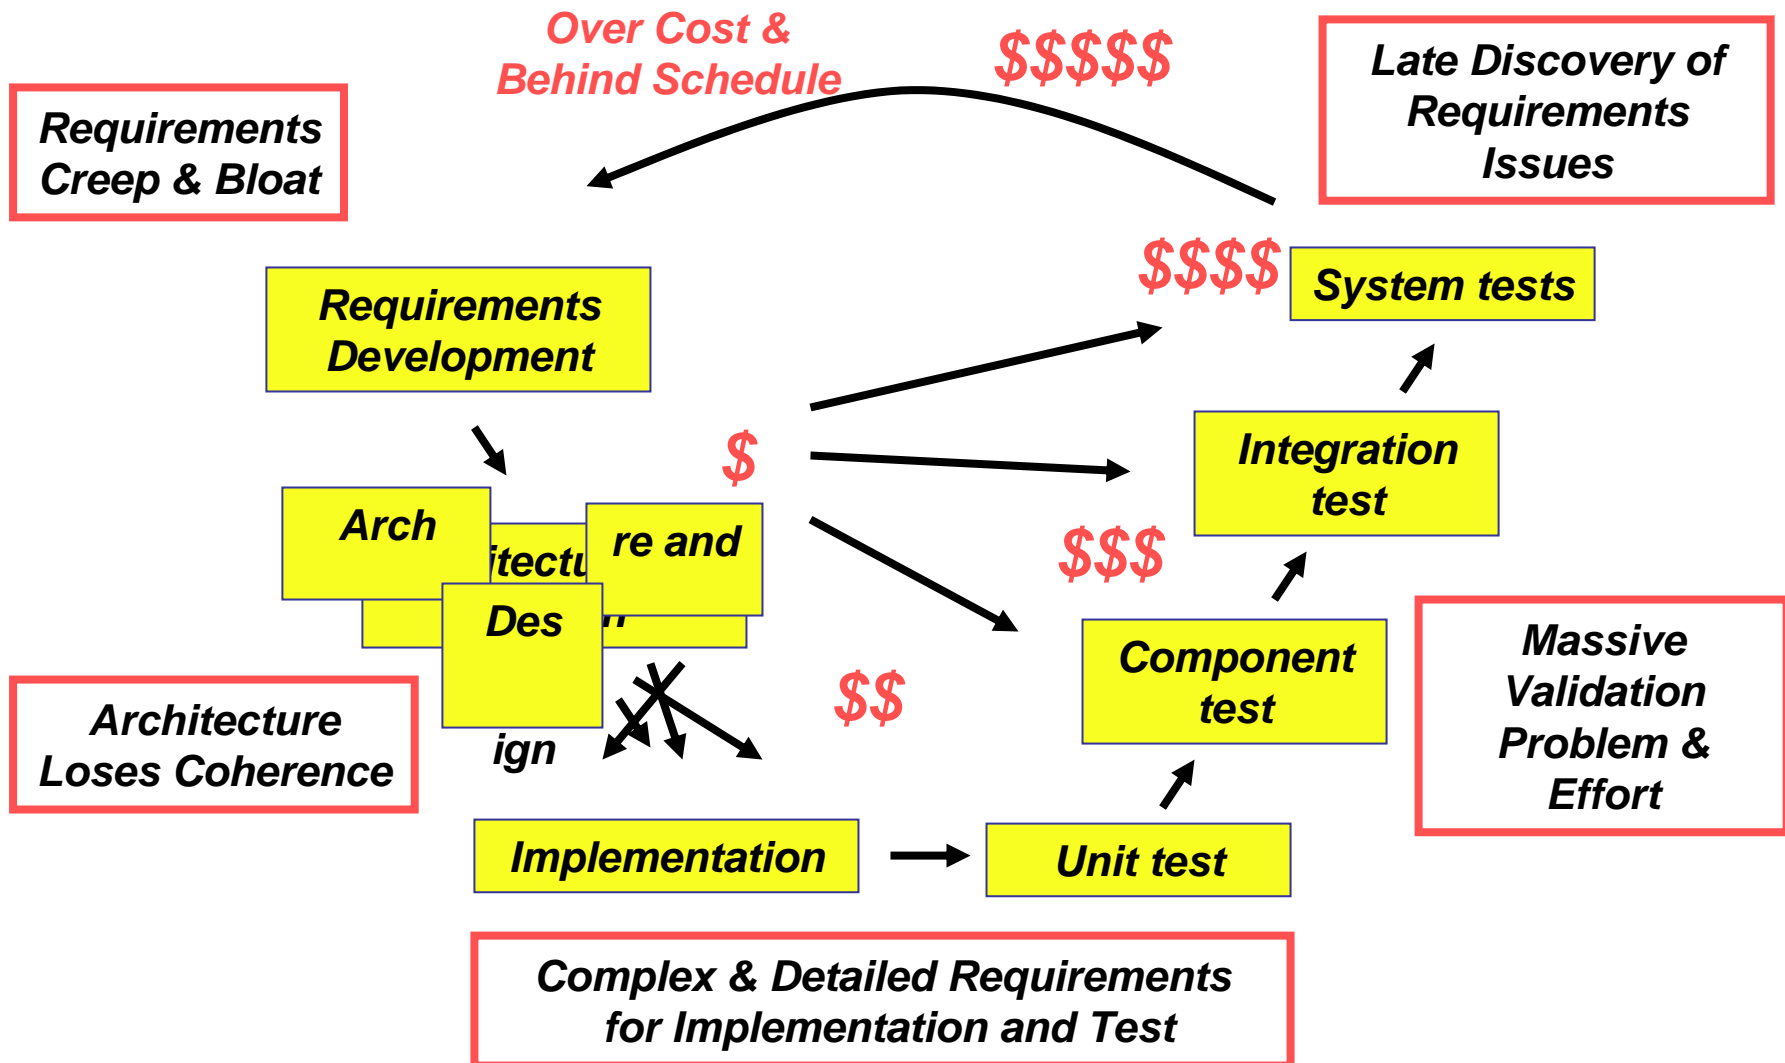 Over Cost &
Behind Schedule
$$$$$
Late Discovery of
Requirements
Issues
Requirements
Creep & Bloat
$$$$
System tests
Requirements
Development
Integration
test
$
Arch
itectu
re and
Des
n
ign
$$$
Component
test
Massive
Validation
Problem &
Effort
$$
Architecture
Loses Coherence
Implementation
Unit test
Complex & Detailed Requirements
for Implementation and Test